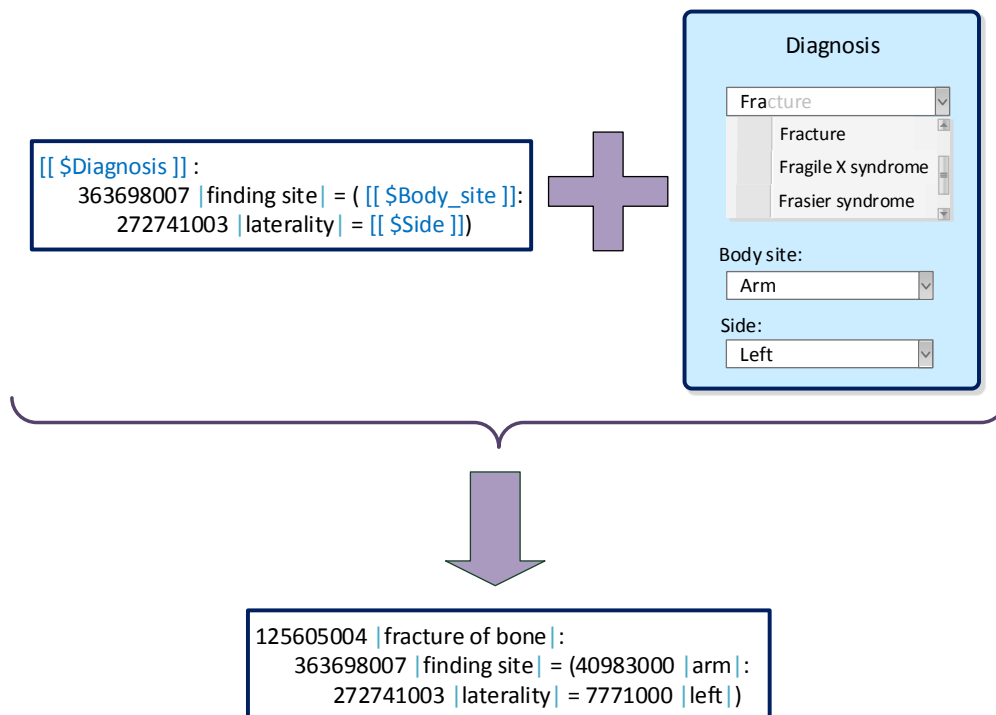 Diagnosis
Fracture
Fracture
Fragile X syndrome
Frasier syndrome
Body site:
Arm
Side:
Left
[[ $Diagnosis ]] :
363698007 |finding site| = ( [[ $Body_site ]]:
272741003 |laterality| = [[ $Side ]])
125605004 |fracture of bone|:
363698007 |finding site| = (40983000 |arm|:
272741003 |laterality| = 7771000 |left|)